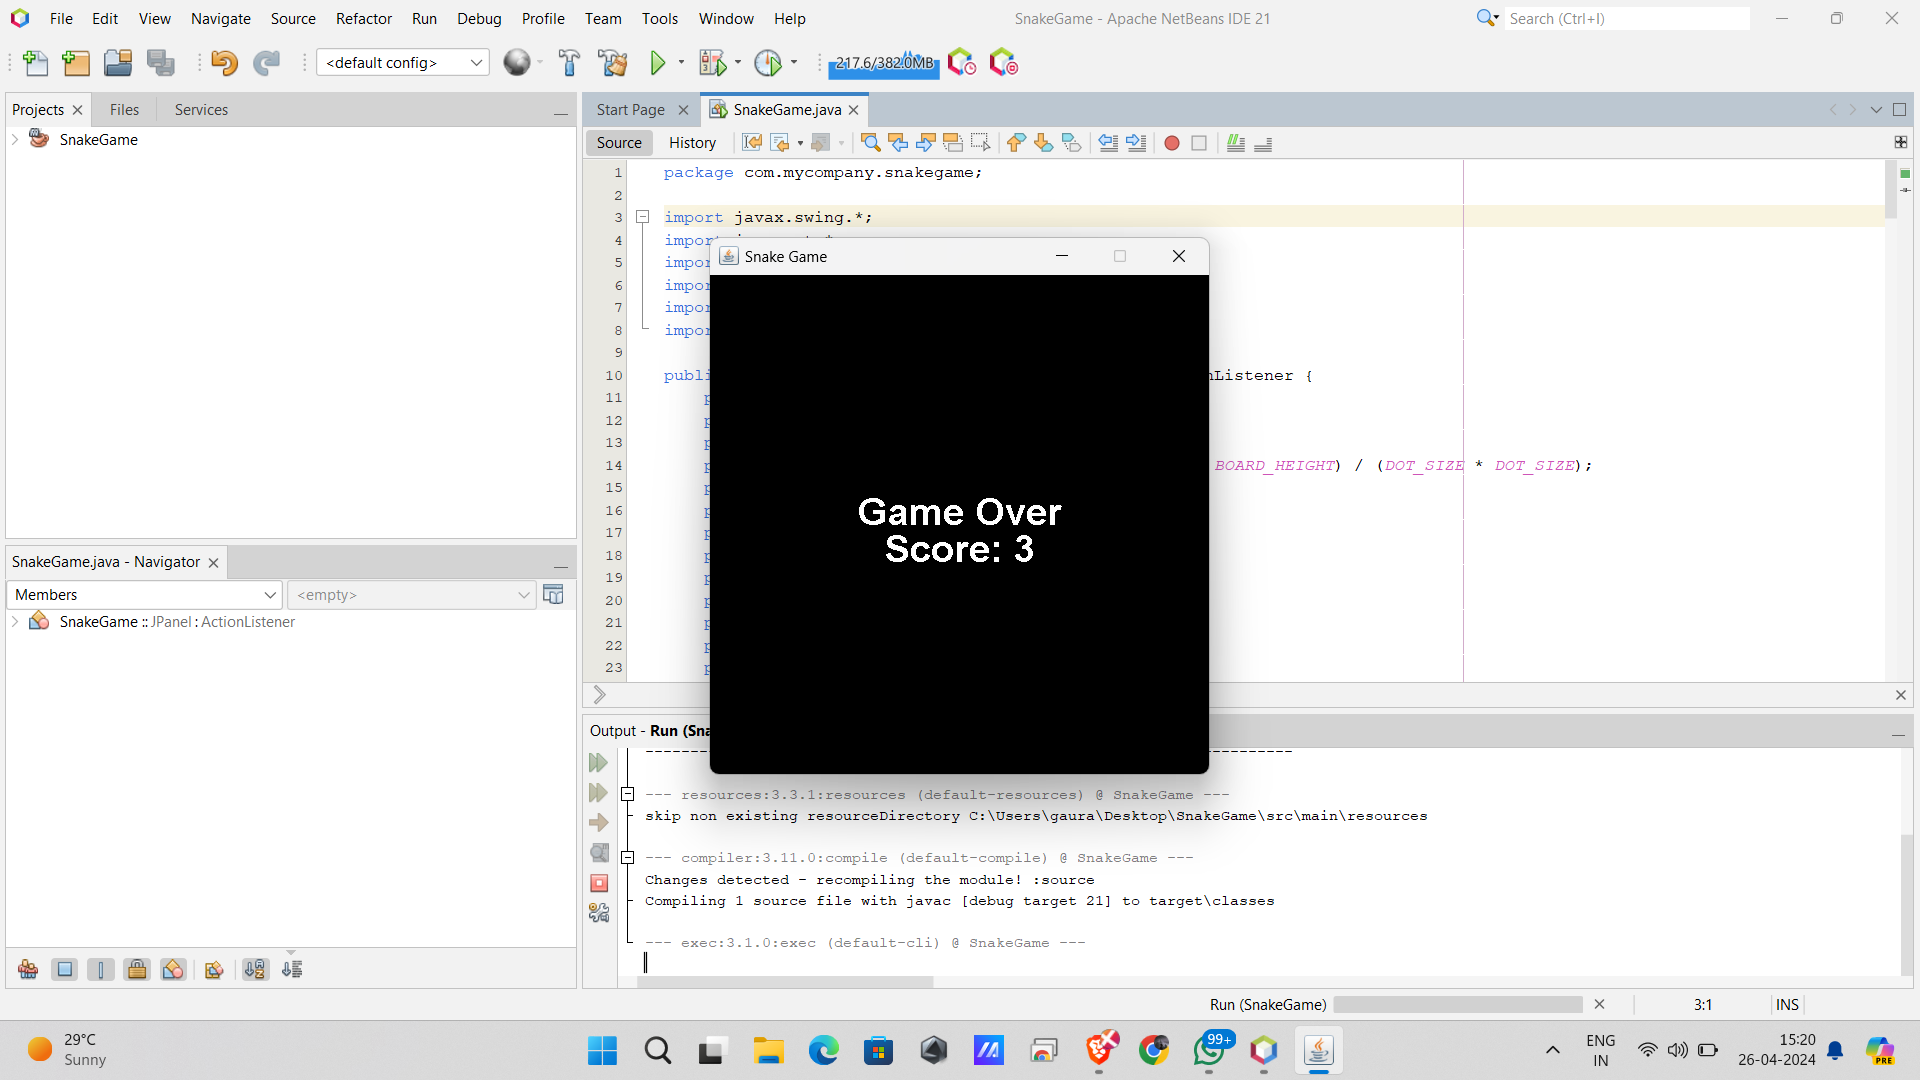 File Edit View Navigate Source Refactor Run Debug Profile Team Tools Window Help
SnakeGame - Apache NetBeans IDE 21
Search (Ctrl+I)
<default config>
217.6/382.0MB
Projects
Files
Services
SnakeGame
Start Page
SnakeGame.java
Source
History
1 package com.mycompany.snakegame;
2
3 import javax.swing.*;
4 impor
5 impor
6 impor
7 impor
8 impor
9
10 publi nListener {
11 p
12 p
13 p
14 p BOARD_HEIGHT) / (DOT_SIZE * DOT_SIZE);
15 p
16 p
17 p
18 p
19 p
20 p
21 p
22 p
23 p
Snake Game
Game Over
Score: 3
SnakeGame.java - Navigator
Members
<empty>
SnakeGame :: JPanel : ActionListener
Output - Run (Sna
--- resources:3.3.1:resources (default-resources) @ SnakeGame ---
skip non existing resourceDirectory C:\Users\gaura\Desktop\SnakeGame\src\main\resources
--- compiler:3.11.0:compile (default-compile) @ SnakeGame ---
Changes detected - recompiling the module! :source
Compiling 1 source file with javac [debug target 21] to target\classes
--- exec:3.1.0:exec (default-cli) @ SnakeGame ---
Run (SnakeGame)
3:1
INS
29°C
Sunny
99+
ENG
IN
15:20
26-04-2024
PRE